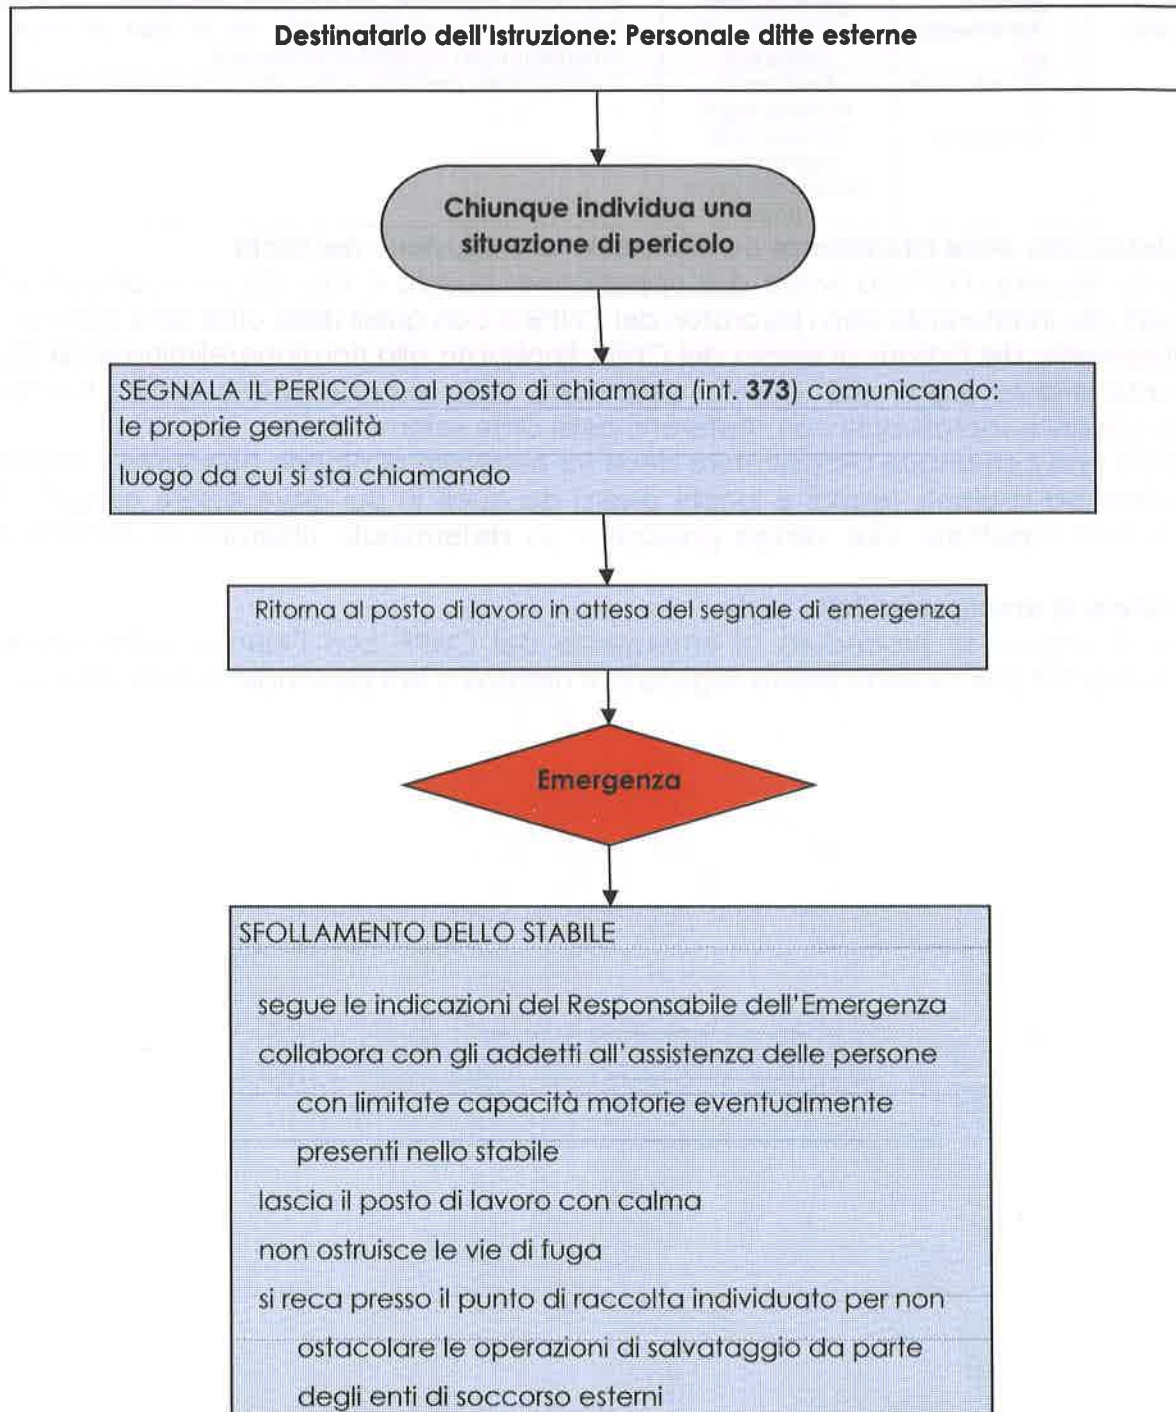 Destinatario dell'Istruzione: Personale ditte esterne
Chiunque individua una
situazione di pericolo
SEGNALA IL PERICOLO al posto di chiamata (int. 373) comunicando:
le proprie generalità
luogo da cui si sta chiamando
Ritorna al posto di lavoro in attesa del segnale di emergenza
Emergenza
SFOLLAMENTO DELLO STABILE
segue le indicazioni del Responsabile dell'Emergenza
collabora con gli addetti all'assistenza delle persone
con limitate capacità motorie eventualmente
presenti nello stabile
lascia il posto di lavoro con calma
non ostruisce le vie di fuga
si reca presso il punto di raccolta individuato per non
ostacolare le operazioni di salvataggio da parte
degli enti di soccorso esterni